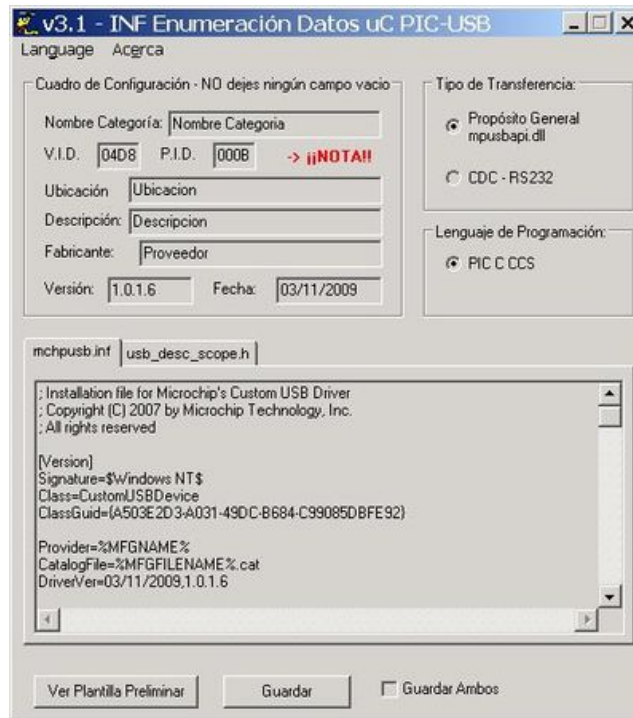 v3.1 - INF Enumeración Datos uC PIC-USB
Language Acerca
Cuadro de Configuración - NO dejes ningún campo vacio
Nombre Categoría: Nombre Categoria
V.I.D. 04D8 P.I.D. 000B -> ¡¡NOTA!!
Ubicación Ubicacion
Descripción: Descripcion
Fabricante: Proveedor
Versión: 1.0.1.6 Fecha: 03/11/2009
Tipo de Transferencia:
Propósito General
mpusbapi.dll
CDC - RS232
Lenguaje de Programación:
PIC C CCS
mchpusb.inf usb_desc_scope.h
; Installation file for Microchip's Custom USB Driver
; Copyright (C) 2007 by Microchip Technology, Inc.
; All rights reserved
[Version]
Signature=$Windows NT$
Class=CustomUSBDevice
ClassGuid={A503E2D3-A031-49DC-B684-C99085DBFE92}
Provider=%MFGNAME%
CatalogFile=%MFGFILENAME%.cat
DriverVer=03/11/2009,1.0.1.6
Ver Plantilla Preliminar Guardar Guardar Ambos